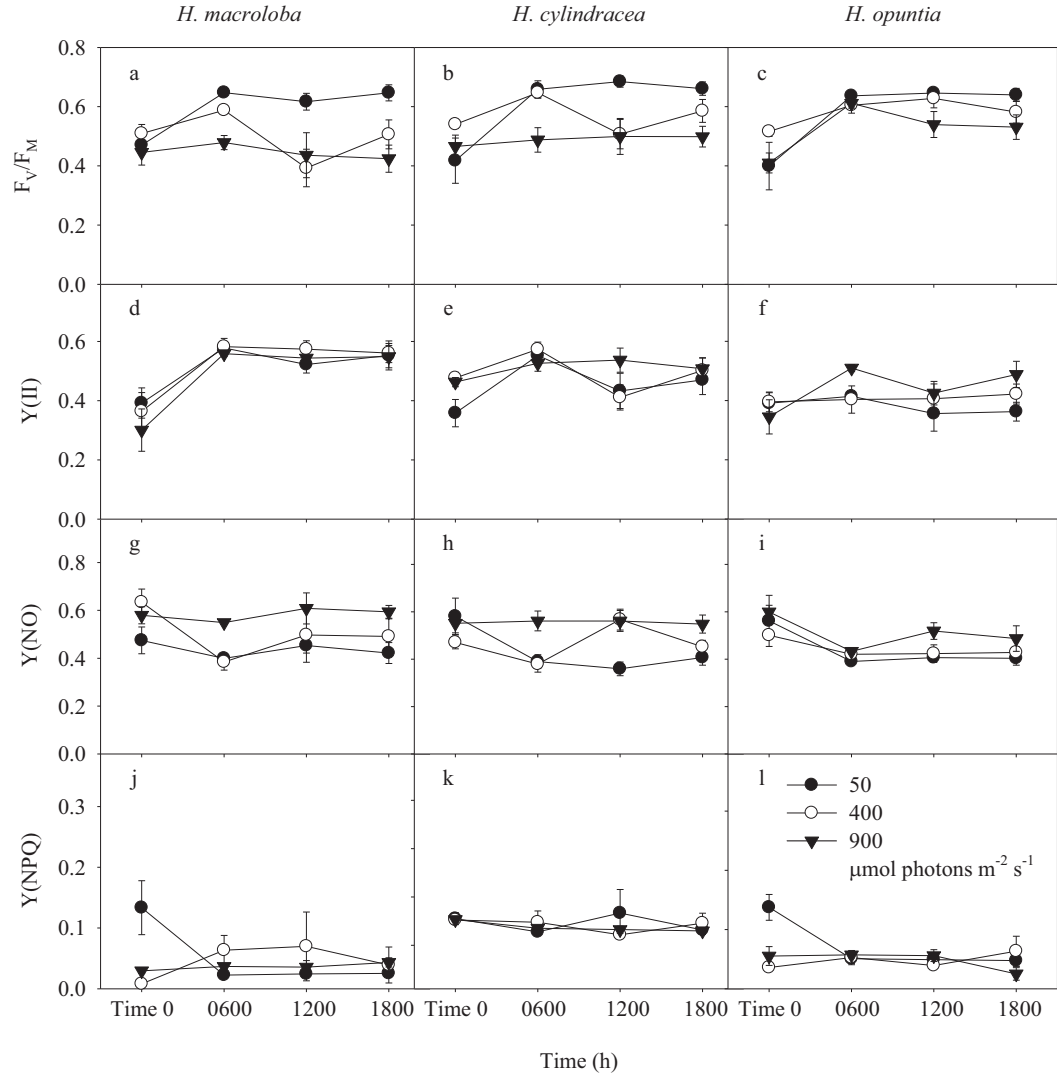 H. macroloba H. cylindracea H. opuntia
a b c
0.8
0.6
0.4
0.2
0.0
FV/FM
d e f
0.6
0.4
0.2
0.0
Y(II)
g h i
0.8
0.6
0.4
0.2
0.0
Y(NO)
j k l
0.3
0.2
0.1
0.0
Y(NPQ)
50
400
900
μmol photons m-2 s-1
Time 0 0600 1200 1800 Time 0 0600 1200 1800 Time 0 0600 1200 1800
Time (h)